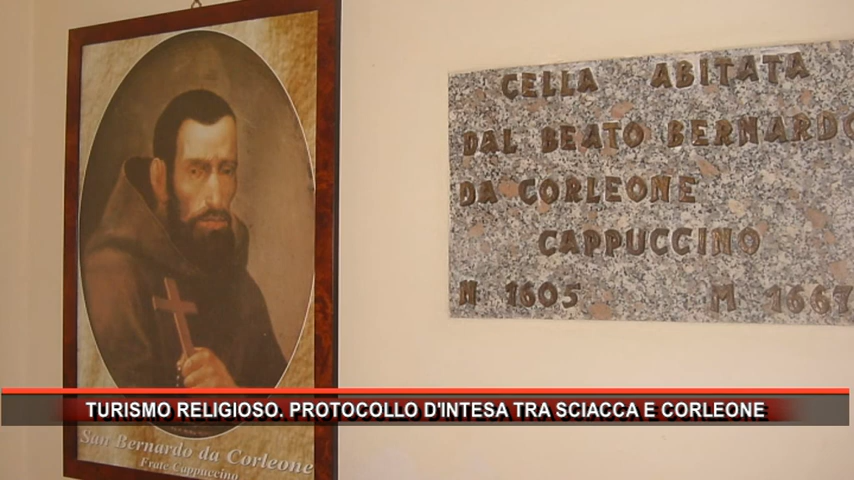 CELLA ABITATA
DAL BEATO BERNARDO
DA CORLEONE
CAPPUCCINO
N 1605 M 1667
TURISMO RELIGIOSO. PROTOCOLLO D'INTESA TRA SCIACCA E CORLEONE
San Bernardo da Corleone
Frate Cappuccino